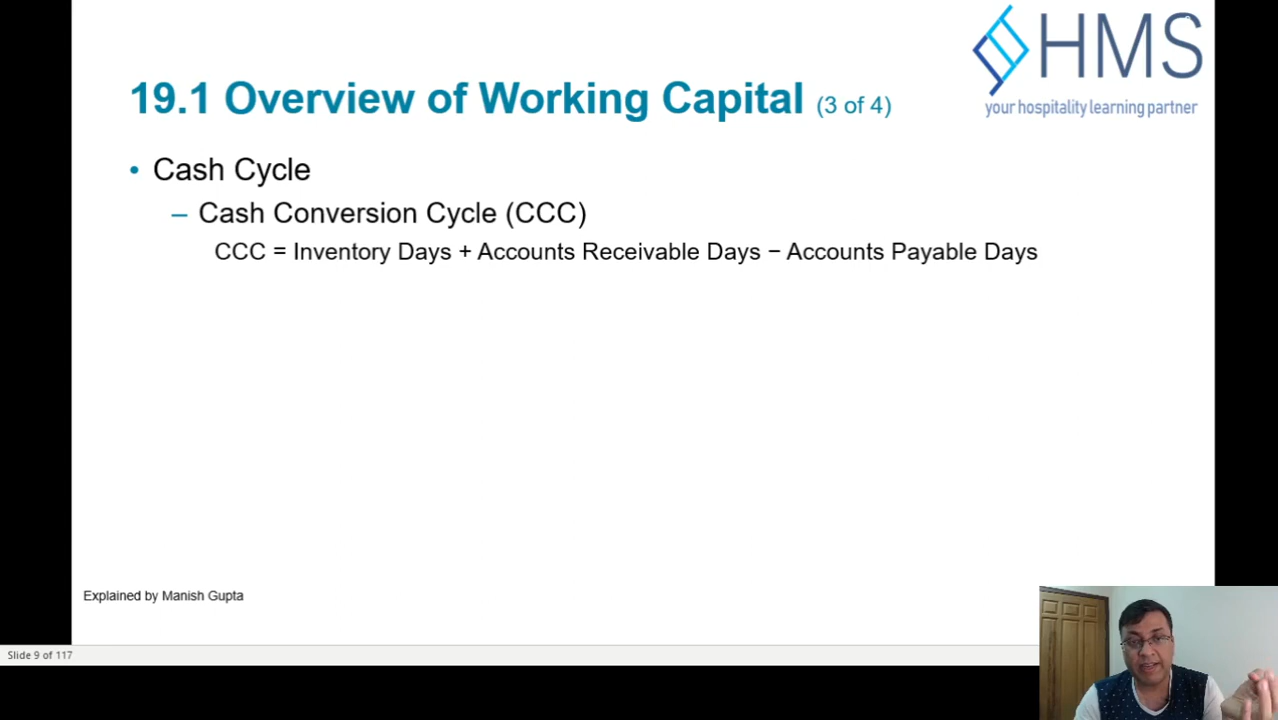 HMS
your hospitality learning partner
19.1 Overview of Working Capital (3 of 4)
• Cash Cycle
– Cash Conversion Cycle (CCC)
CCC = Inventory Days + Accounts Receivable Days − Accounts Payable Days
Explained by Manish Gupta
Slide 9 of 117